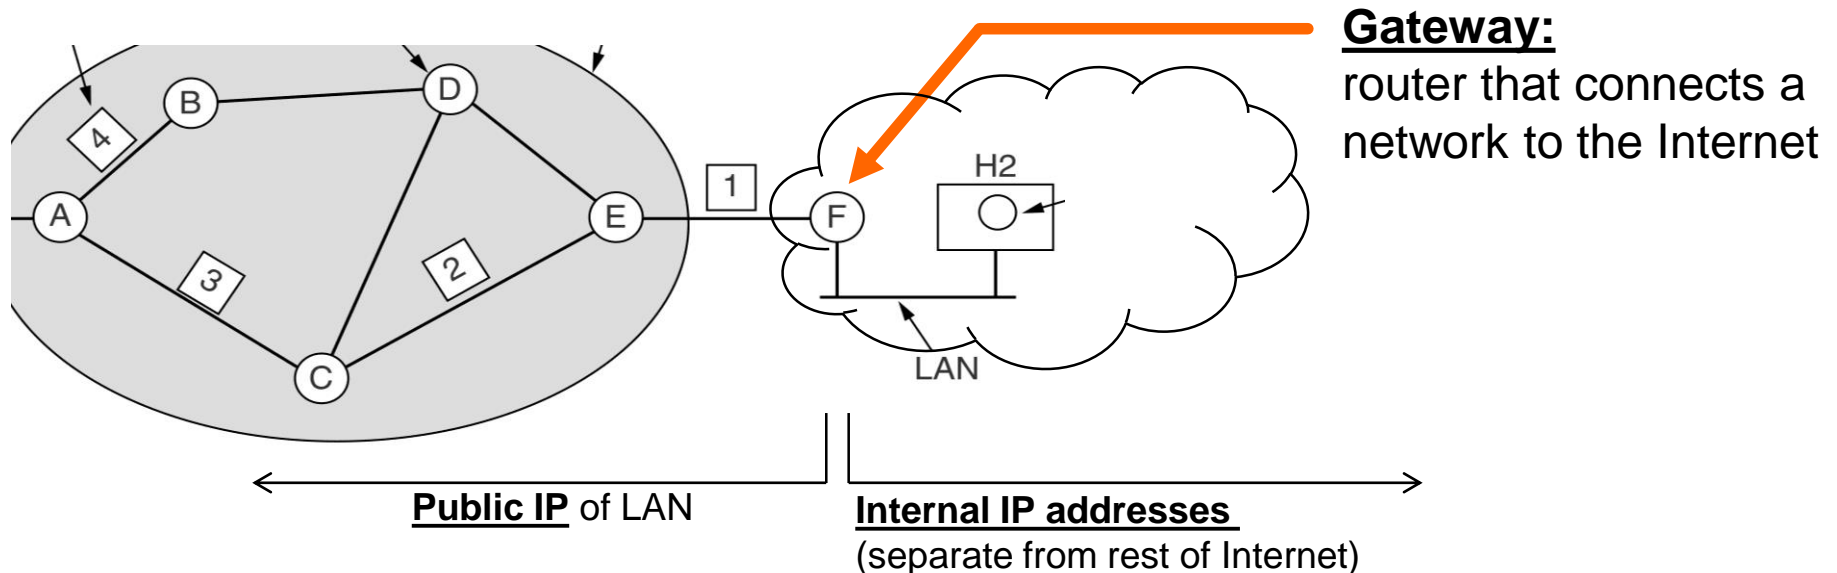 Gateway:
router that connects a
network to the Internet
B
D
4
A
3
2
E
C
1
F
H2
LAN
Public IP of LAN
Internal IP addresses
(separate from rest of Internet)